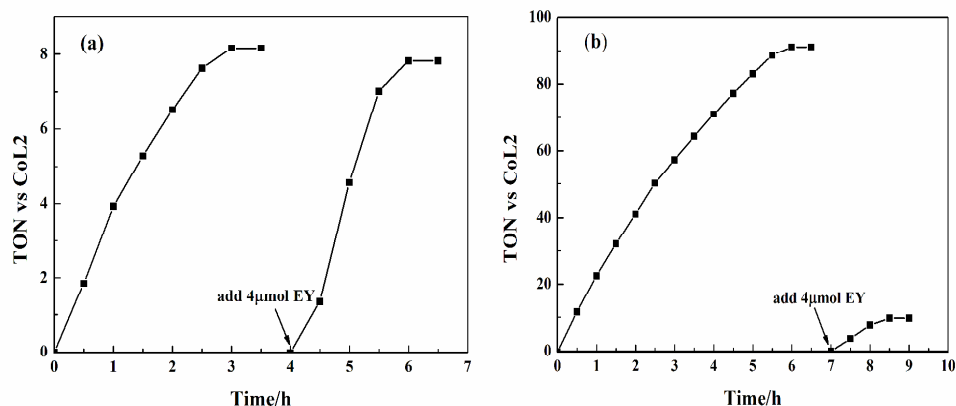 (a)
8
6
4
2
0
TON vs CoL2
add 4μmol EY
0 1 2 3 4 5 6 7
Time/h
(b)
100
80
60
40
20
0
TON vs CoL2
add 4μmol EY
0 1 2 3 4 5 6 7 8 9 10
Time/h